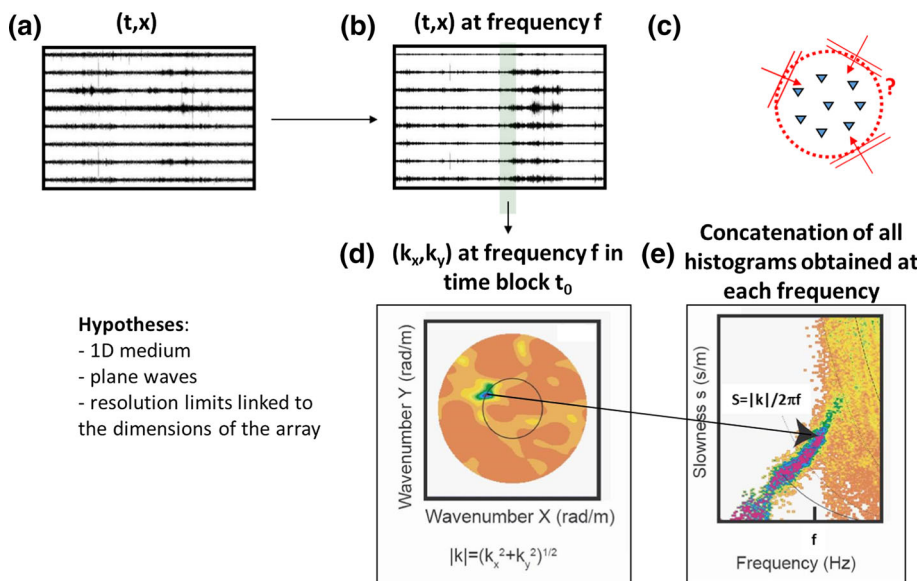 (a)
(t,x)
(b)
(t,x) at frequency f
(c)
?
Hypotheses:
- 1D medium
- plane waves
- resolution limits linked to
the dimensions of the array
(d)
(kx,ky) at frequency f in
time block t0
Wavenumber Y (rad/m)
Wavenumber X (rad/m)
|k|=(kx2+ky2)1/2
(e)
Concatenation of all
histograms obtained at
each frequency
Slowness s (s/m)
S=|k|/2πf
f
Frequency (Hz)